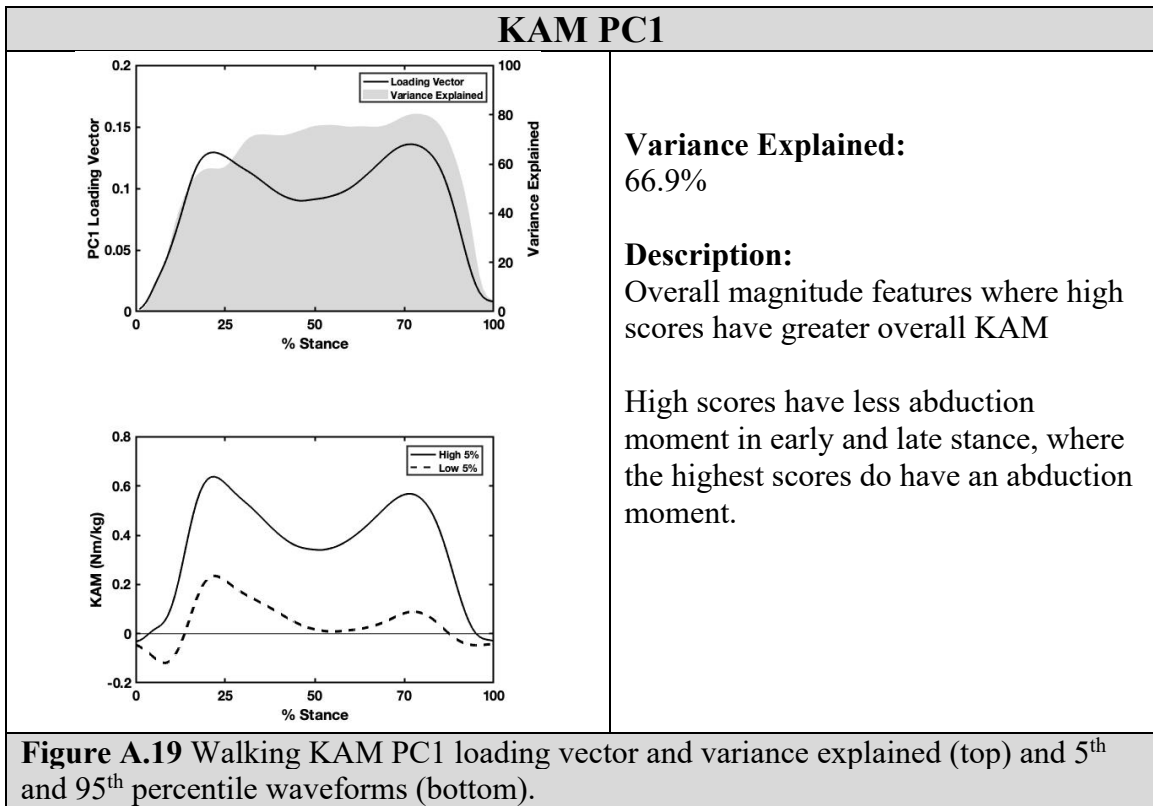 KAM PC1
0.2
0.15
0.1
0.05
0
100
80
60
40
20
0
Loading Vector
Variance Explained
PC1 Loading Vector
Variance Explained
0 25 50 70 100
% Stance
0.8
0.6
0.4
0.2
0
-0.2
High 5%
Low 5%
KAM (Nm/kg)
0 25 50 70 100
% Stance
Variance Explained:
66.9%
Description:
Overall magnitude features where high
scores have greater overall KAM
High scores have less abduction
moment in early and late stance, where
the highest scores do have an abduction
moment.
Figure A.19 Walking KAM PC1 loading vector and variance explained (top) and 5th
and 95th percentile waveforms (bottom).